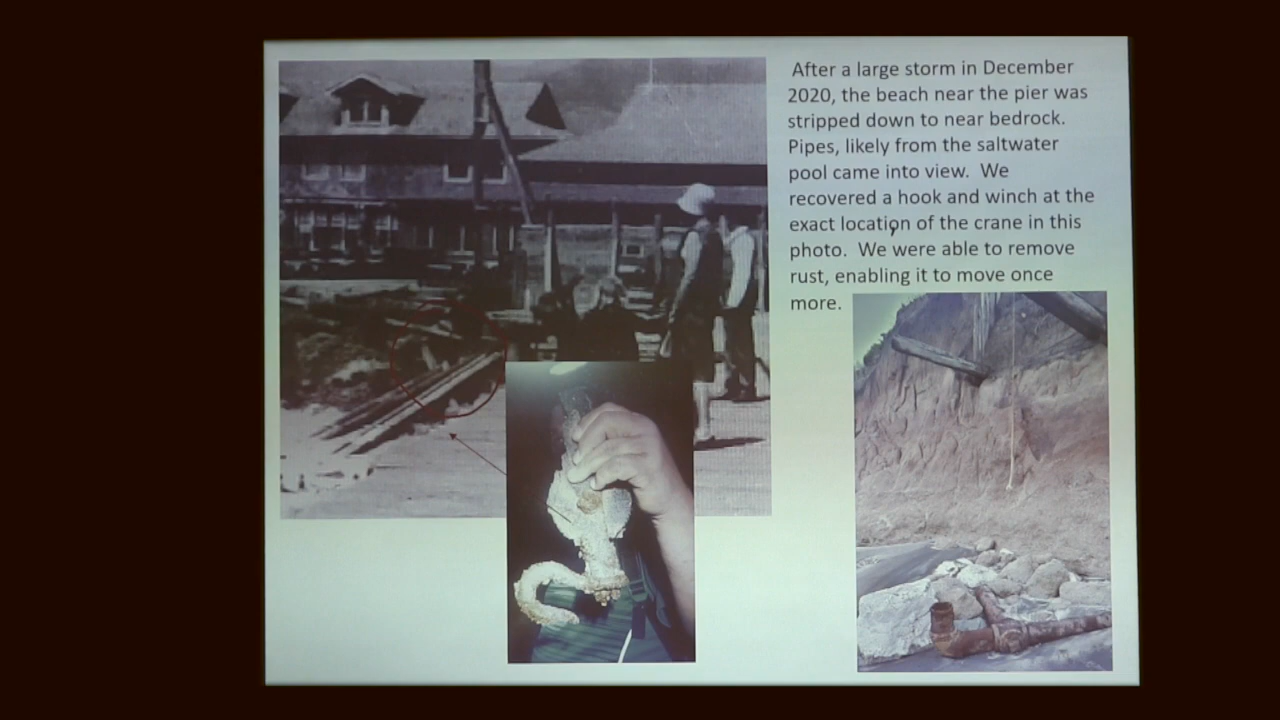 After a large storm in December
2020, the beach near the pier was
stripped down to near bedrock.
Pipes, likely from the saltwater
pool came into view.  We
recovered a hook and winch at the
exact location of the crane in this
photo.  We were able to remove
rust, enabling it to move once
more.